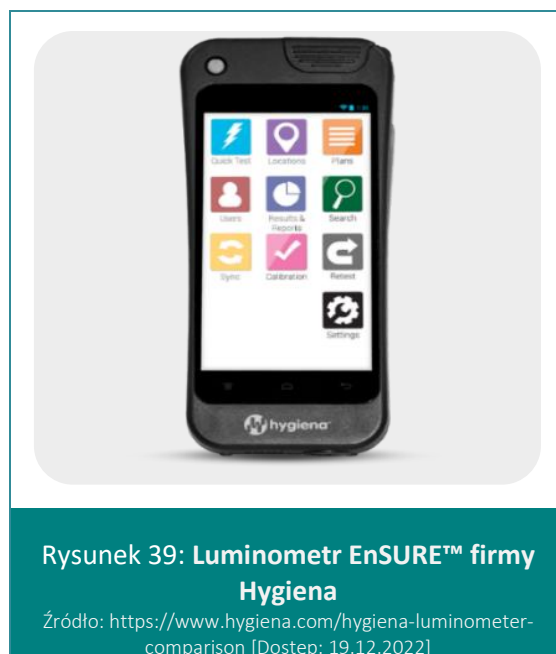 Quick Test Locations Plans
Users Results & Reports Search
Sync Calibration Retest
Settings
hygiena
Rysunek 39: Luminometr EnSURE™ firmy
Hygiena
Źródło: https://www.hygiena.com/hygiena-luminometer-
comparison [Dostęp: 19.12.2022]